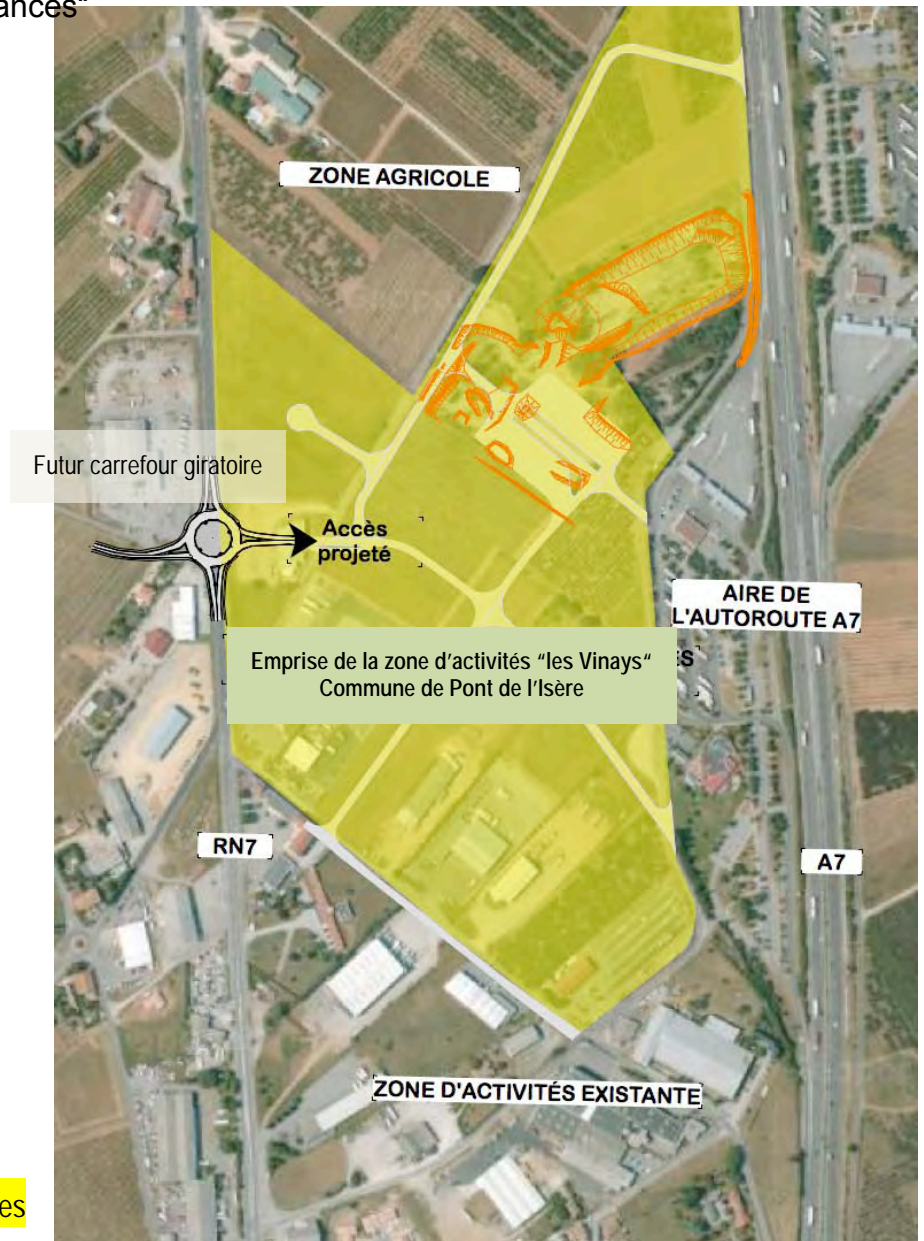 ZONE AGRICOLE
Futur carrefour giratoire
Accès
projeté
AIRE DE
L'AUTOROUTE A7
Emprise de la zone d'activités “les Vinays“
Commune de Pont de l'Isère
RN7
A7
ZONE D'ACTIVITÉS EXISTANTE